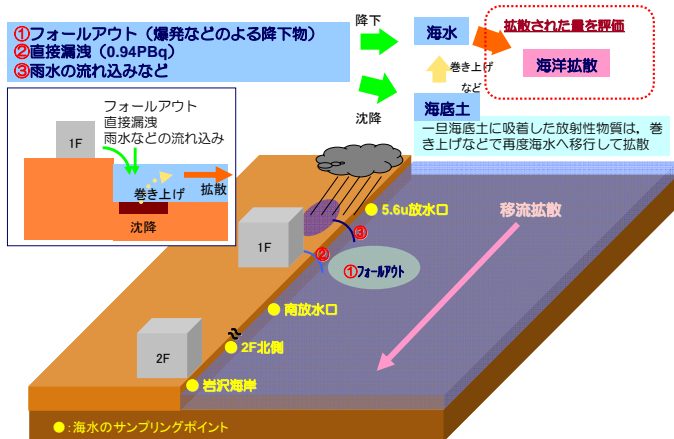 ①フォールアウト（爆発などのよる降下物）
②直接漏洩（0.94PBq）
③雨水の流れ込みなど
降下
沈降
海水
巻き上げ
など
海底土
拡散された量を評価
海洋拡散
一旦海底土に吸着した放射性物質は，巻
き上げなどで再度海水へ移行して拡散
フォールアウト
直接漏洩
雨水などの流れ込み
1F
巻き上げ
拡散
沈降
5.6u放水口
移流拡散
1F
③
②
①フォールアウト
南放水口
2F北側
2F
岩沢海岸
●：海水のサンプリングポイント